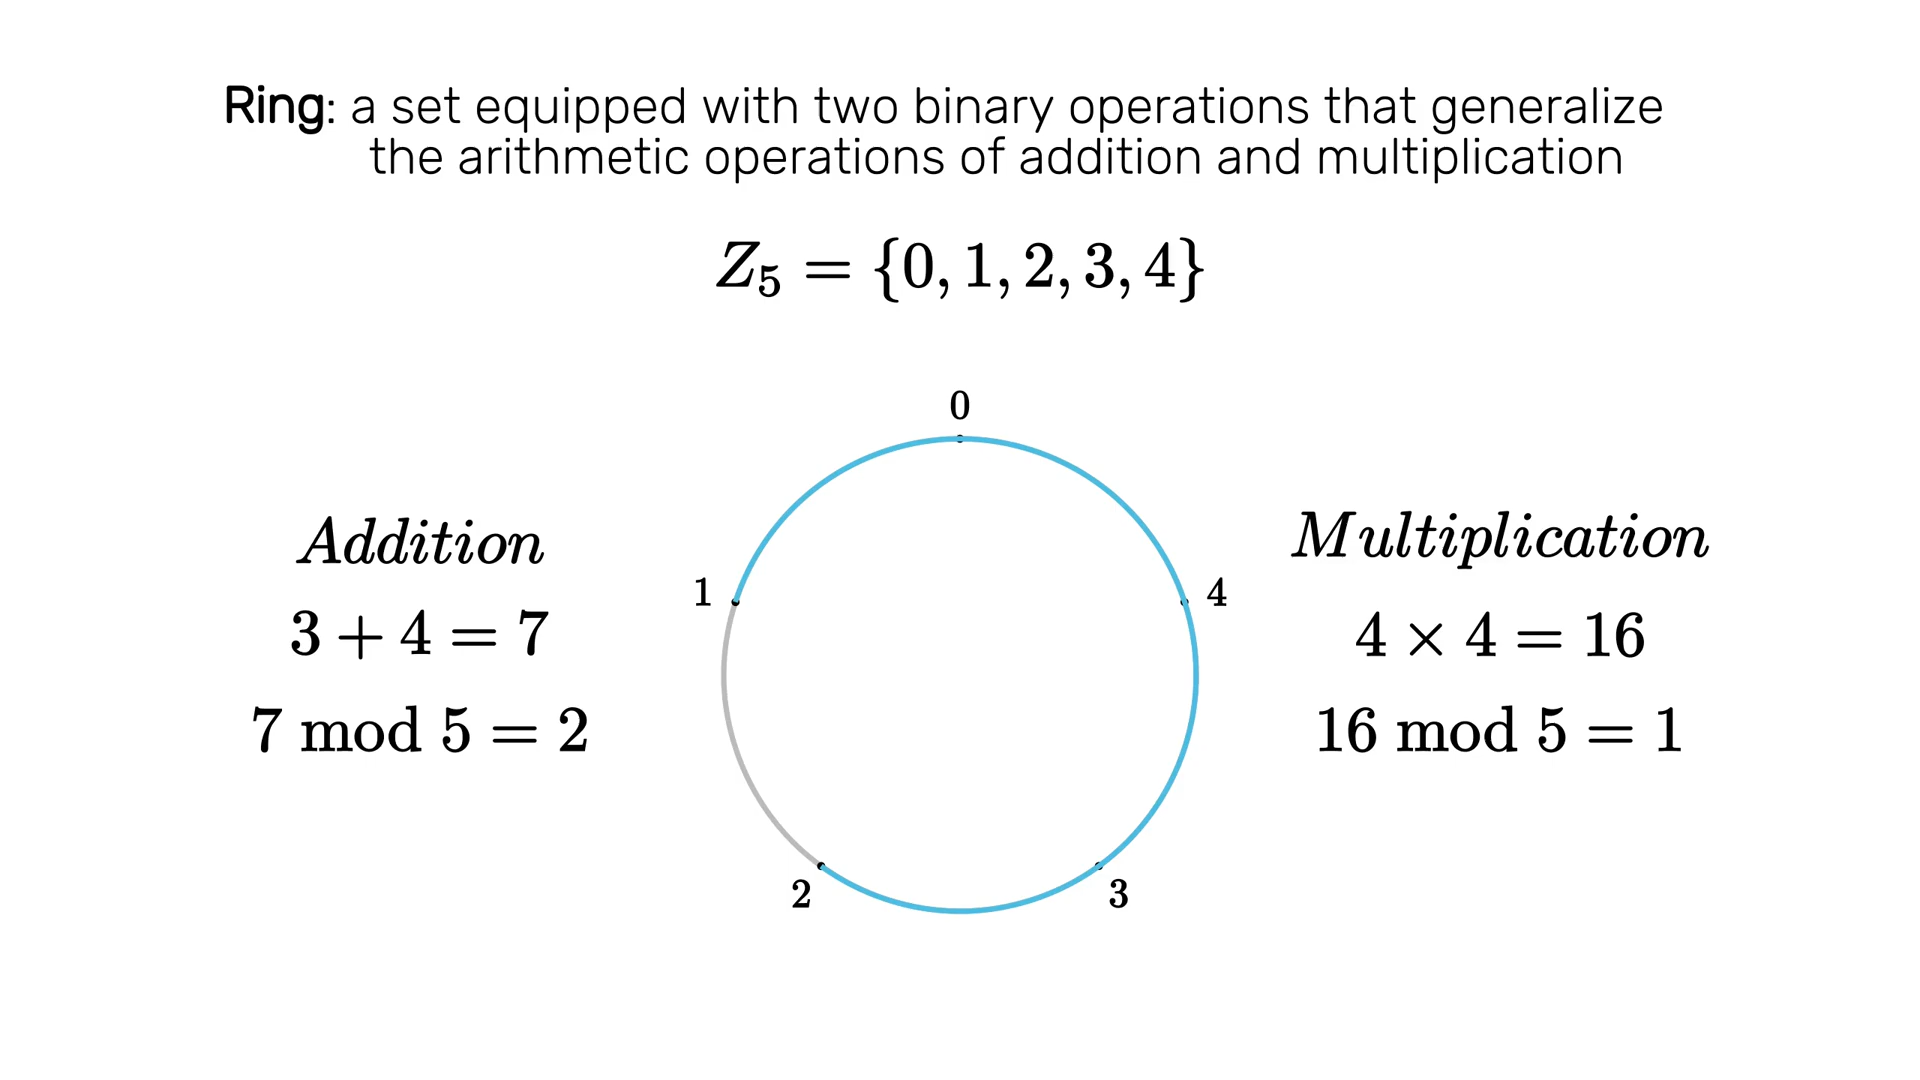 Ring: a set equipped with two binary operations that generalize
the arithmetic operations of addition and multiplication
Z₅ = {0, 1, 2, 3, 4}
0
1
4
2
3
Addition
3 + 4 = 7
7 mod 5 = 2
Multiplication
4 × 4 = 16
16 mod 5 = 1